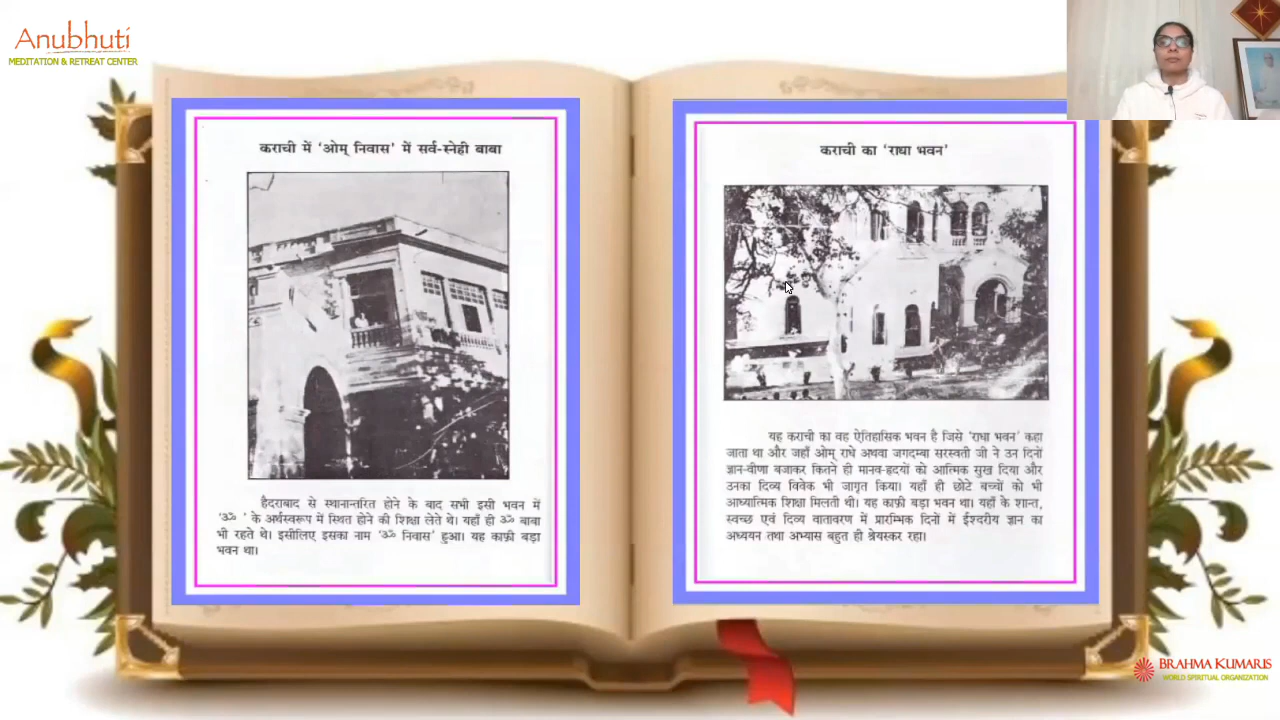 Anubhuti
MEDITATION & RETREAT CENTER
कराची में 'ओम् निवास' में सर्व-स्नेही बाबा
हैदराबाद से स्थानान्तरित होने के बाद सभी इसी भवन में
'ॐ ' के अर्थस्वरूप में स्थित होने की शिक्षा लेते थे। यहाँ ही ॐ बाबा
भी रहते थे। इसीलिए इसका नाम 'ॐ निवास' हुआ। यह काफ़ी बड़ा
भवन था।
कराची का 'राधा भवन'
यह कराची का वह ऐतिहासिक भवन है जिसे 'राधा भवन' कहा
जाता था और जहाँ ओम् राधे अथवा जगदम्बा सरस्वती जी ने उन दिनों
ज्ञान-वीणा बजाकर कितने ही मानव-हृदयों को आत्मिक सुख दिया और
उनका दिव्य विवेक भी जागृत किया। यहाँ ही छोटे बच्चों को भी
आध्यात्मिक शिक्षा मिलती थी। यह काफ़ी बड़ा भवन था। यहाँ के शान्त,
स्वच्छ एवं दिव्य वातावरण में प्रारम्भिक दिनों में ईश्वरीय ज्ञान का
अध्ययन तथा अभ्यास बहुत ही श्रेयस्कर रहा।
BRAHMA KUMARIS
WORLD SPIRITUAL ORGANIZATION